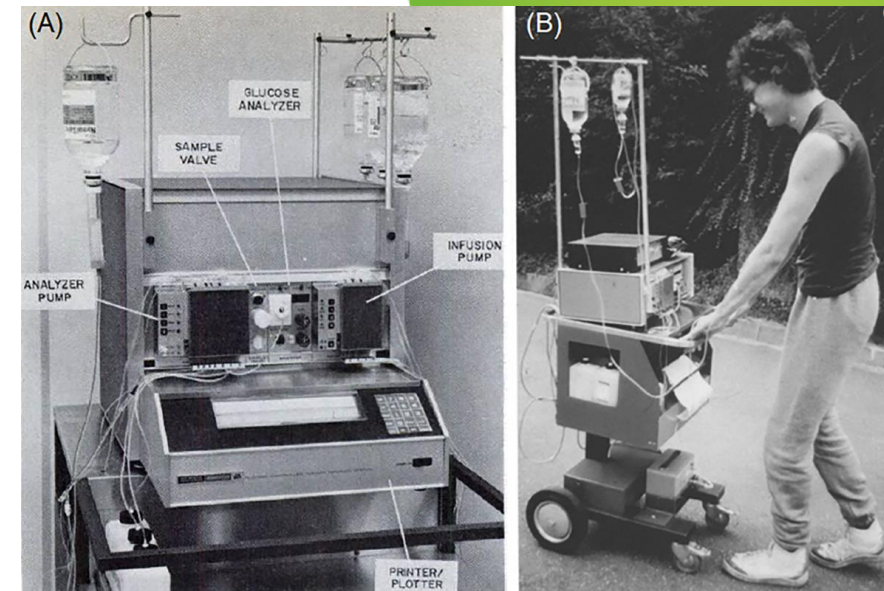 (A)
(B)
GLUCOSE
ANALYZER
SAMPLE
VALVE
INFUSION
PUMP
ANALYZER
PUMP
PRINTER/
PLOTTER